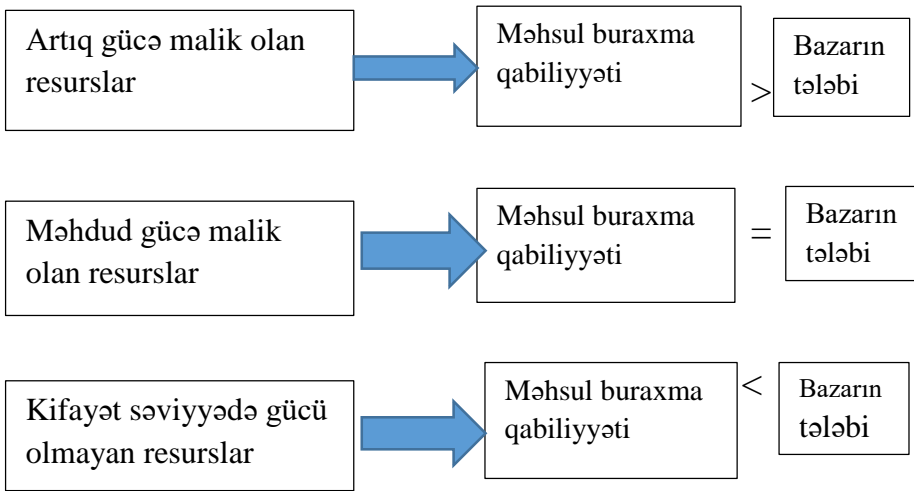 Artıq gücə malik olan
resurslar
Məhsul buraxma
qabiliyyəti
>
Bazarın
tələbi
Məhdud gücə malik
olan resurslar
Məhsul buraxma
qabiliyyəti
=
Bazarın
tələbi
Kifayət səviyyədə gücü
olmayan resurslar
Məhsul buraxma
qabiliyyəti
<
Bazarın
tələbi